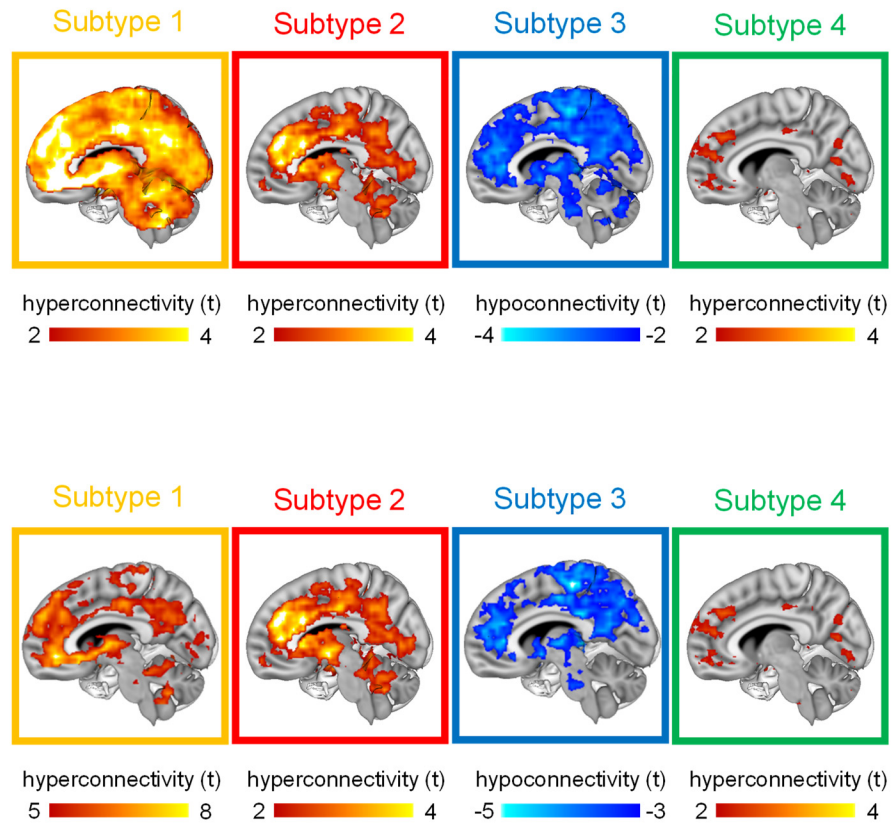 Subtype 1 Subtype 2 Subtype 3 Subtype 4
hyperconnectivity (t) hyperconnectivity (t) hypoconnectivity (t) hyperconnectivity (t)
2 4 2 4 -4 -2 2 4
Subtype 1 Subtype 2 Subtype 3 Subtype 4
hyperconnectivity (t) hyperconnectivity (t) hypoconnectivity (t) hyperconnectivity (t)
5 8 2 4 -5 -3 2 4